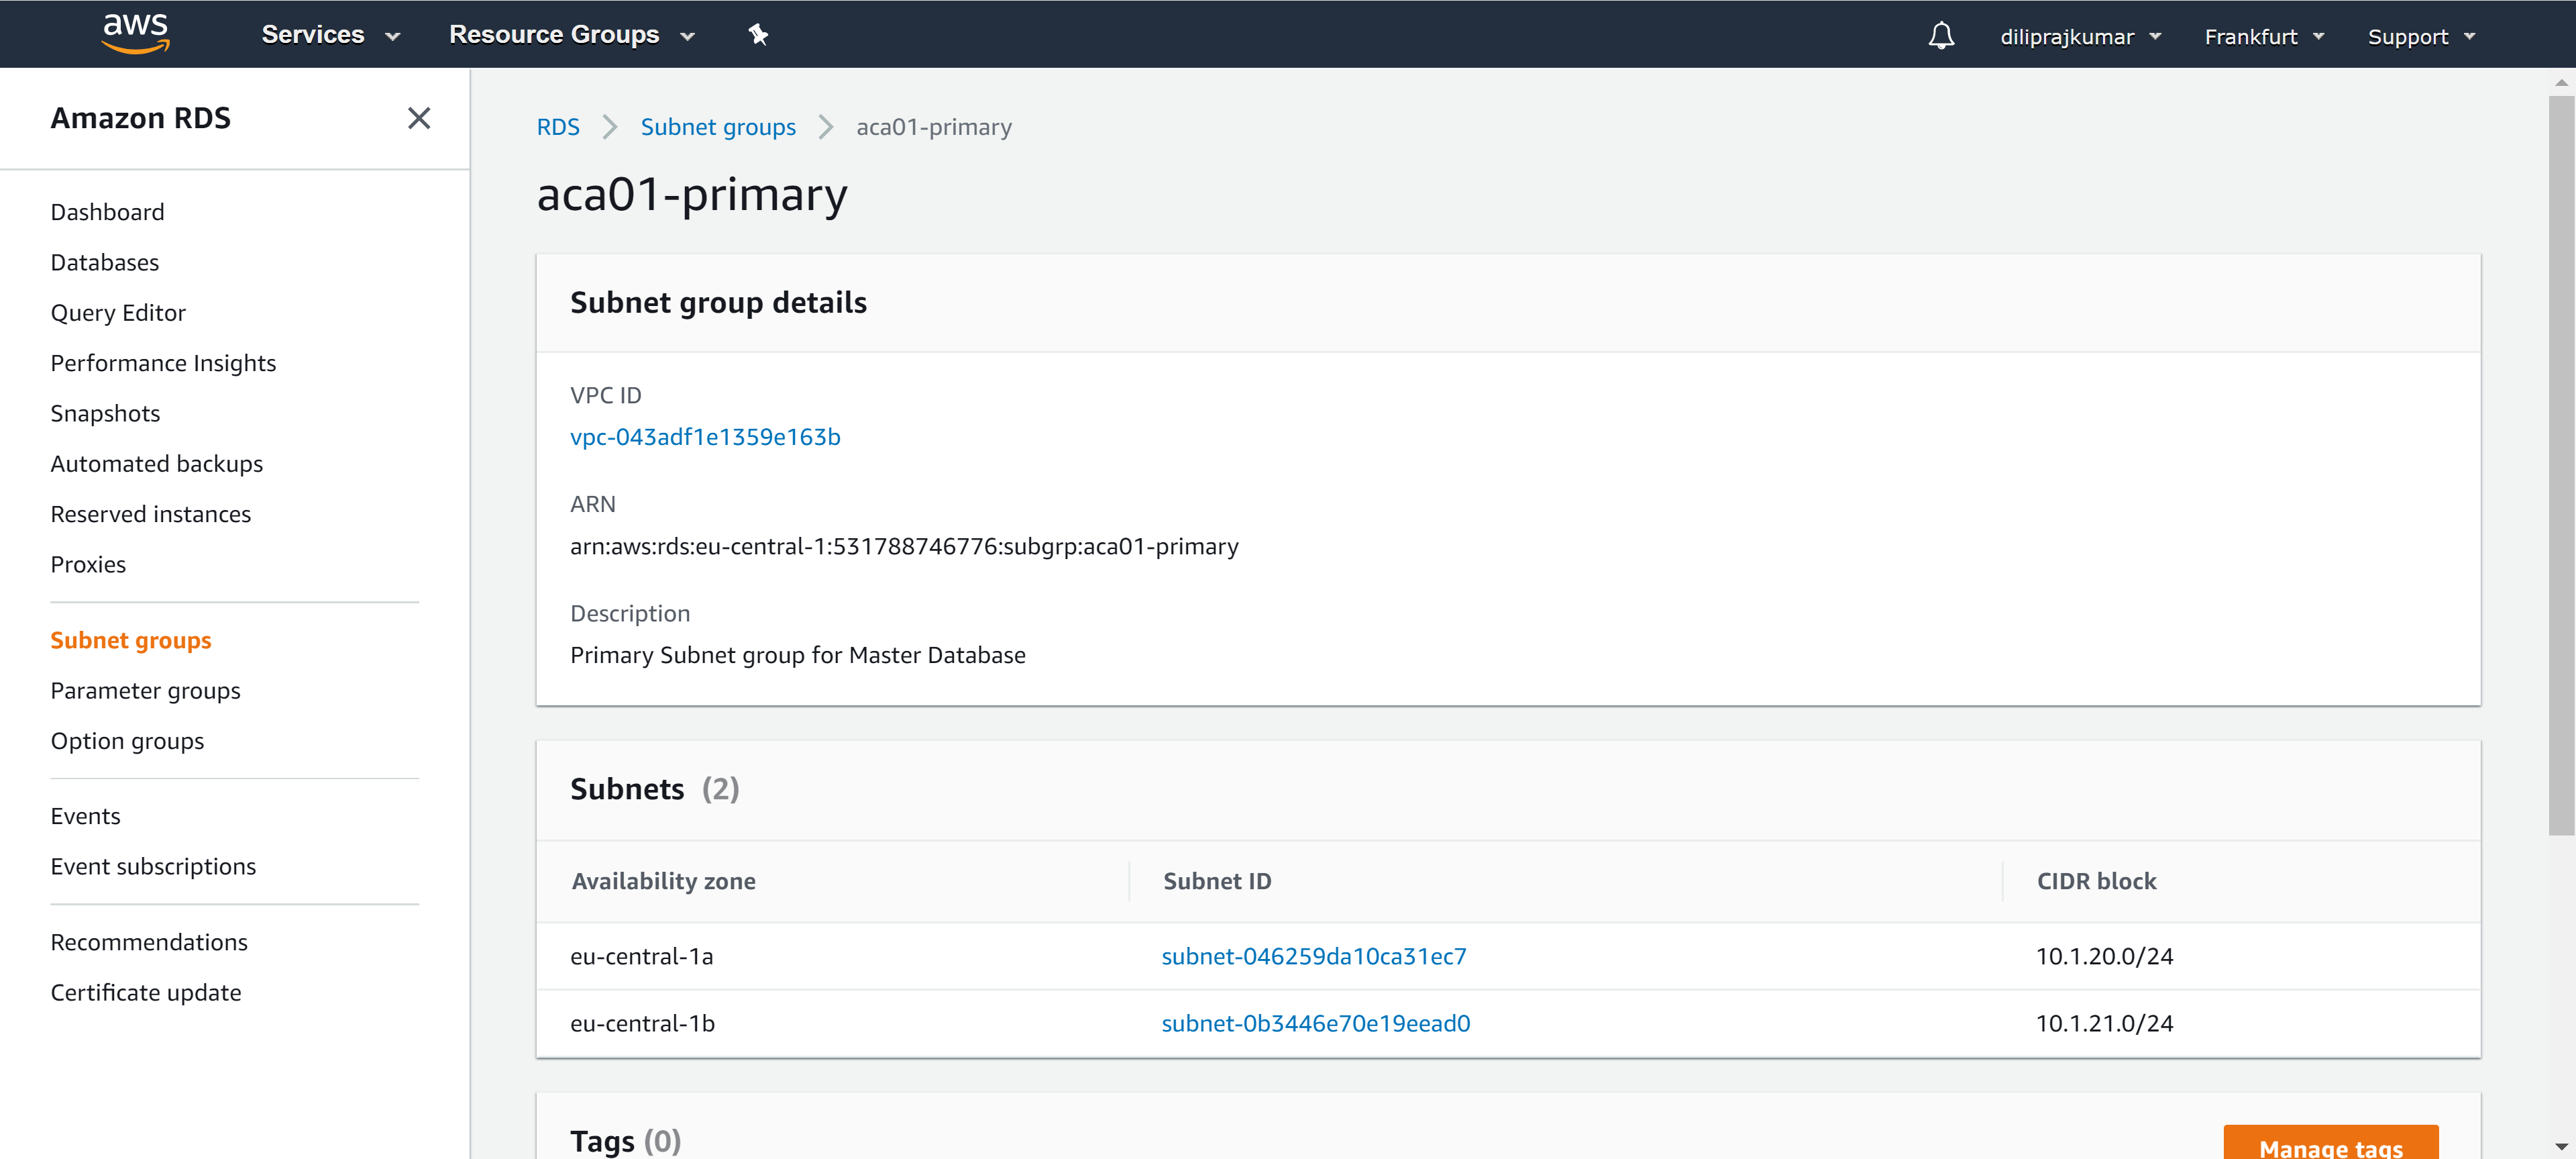 aws Services Resource Groups diliprajkumar Frankfurt Support
Amazon RDS
Dashboard
Databases
Query Editor
Performance Insights
Snapshots
Automated backups
Reserved instances
Proxies
Subnet groups
Parameter groups
Option groups
Events
Event subscriptions
Recommendations
Certificate update
RDS Subnet groups aca01-primary
aca01-primary
Subnet group details
VPC ID
vpc-043adf1e1359e163b
ARN
arn:aws:rds:eu-central-1:531788746776:subgrp:aca01-primary
Description
Primary Subnet group for Master Database
Subnets (2)
Availability zone Subnet ID CIDR block
eu-central-1a subnet-046259da10ca31ec7 10.1.20.0/24
eu-central-1b subnet-0b3446e70e19eead0 10.1.21.0/24
Tags (0) Manage tags